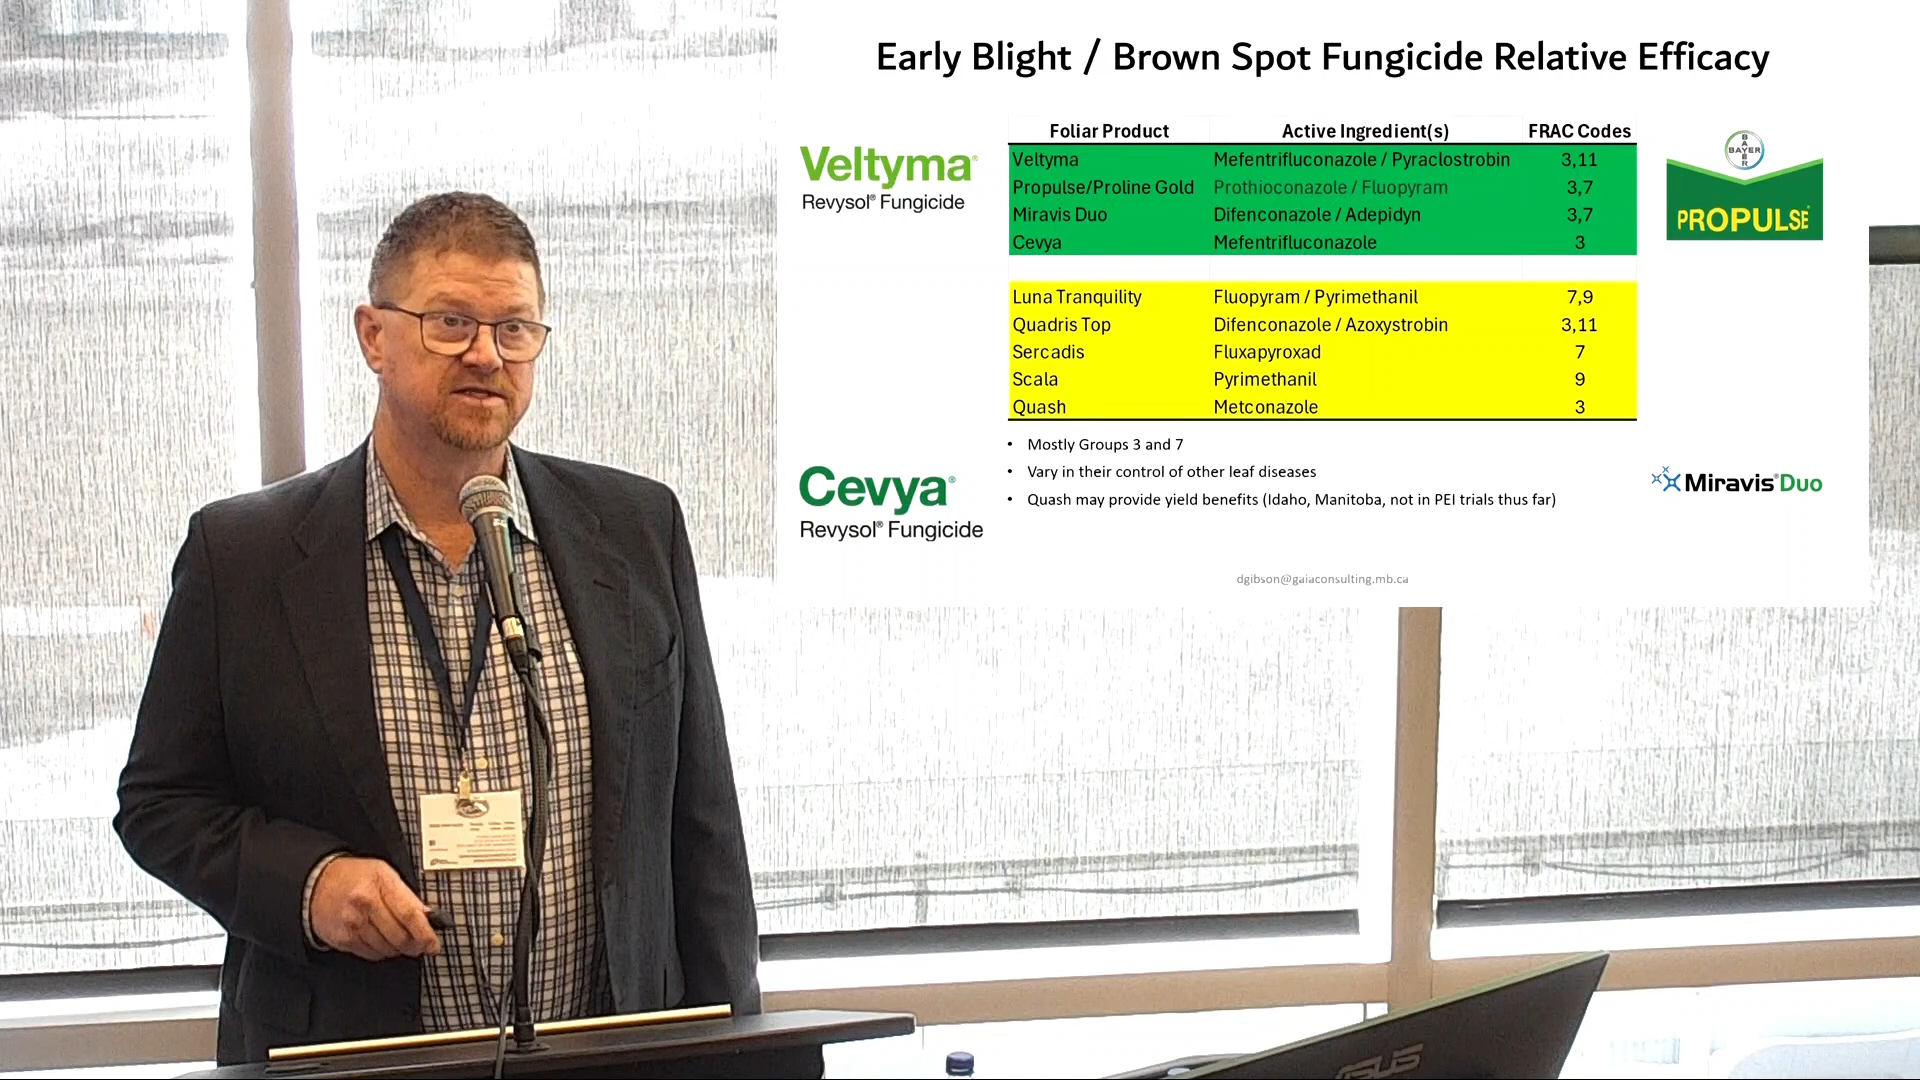 Early Blight / Brown Spot Fungicide Relative Efficacy
Veltyma®
Revysol® Fungicide
Foliar Product Active Ingredient(s) FRAC Codes
Veltyma Mefentrifluconazole / Pyraclostrobin 3,11
Propulse/Proline Gold Prothioconazole / Fluopyram 3,7
Miravis Duo Difenconazole / Adepidyn 3,7
Cevya Mefentrifluconazole 3
Luna Tranquility Fluopyram / Pyrimethanil 7,9
Quadris Top Difenconazole / Azoxystrobin 3,11
Sercadis Fluxapyroxad 7
Scala Pyrimethanil 9
Quash Metconazole 3
BAYER
BAYER
PROPULSE
• Mostly Groups 3 and 7
• Vary in their control of other leaf diseases
• Quash may provide yield benefits (Idaho, Manitoba, not in PEI trials thus far)
Cevya®
Revysol® Fungicide
Miravis® Duo
dgibson@gaiaconsulting.mb.ca
ASUS